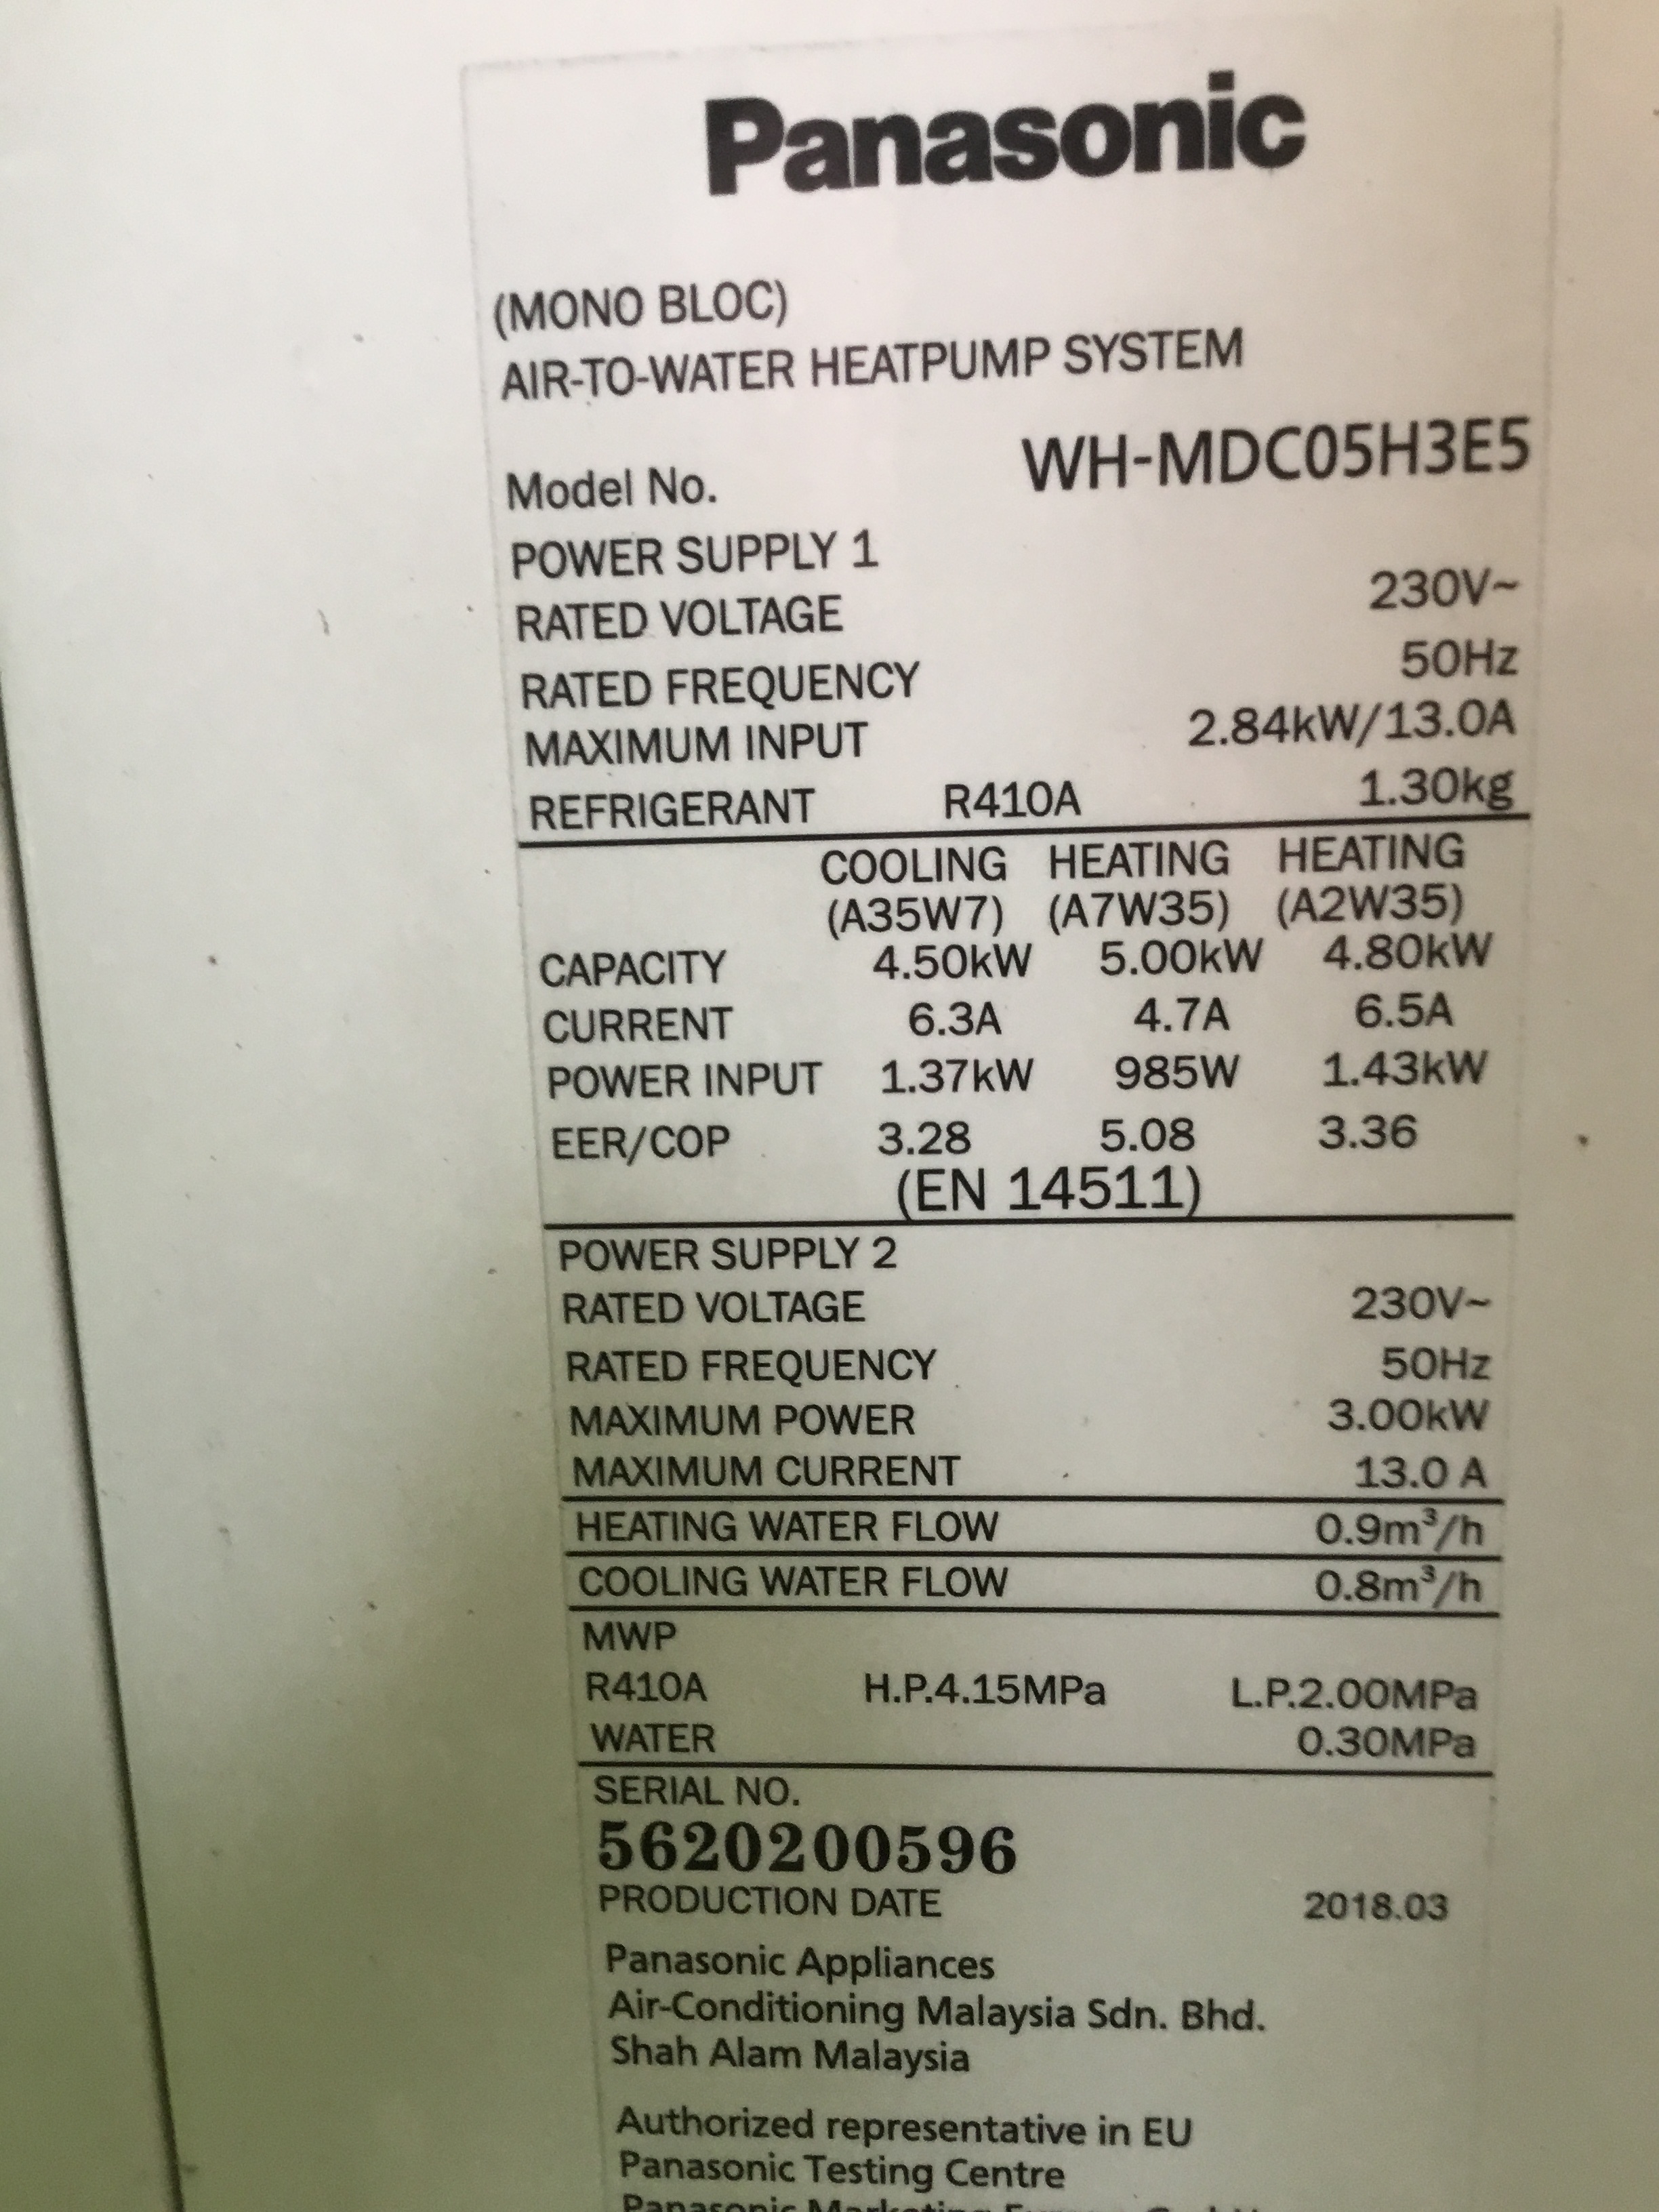 Panasonic
(MONO BLOC)
AIR-TO-WATER HEATPUMP SYSTEM
Model No. WH-MDC05H3E5
POWER SUPPLY 1
RATED VOLTAGE 230V~
RATED FREQUENCY 50Hz
MAXIMUM INPUT 2.84kW/13.0A
REFRIGERANT R410A 1.30kg
COOLING HEATING HEATING
(A35W7) (A7W35) (A2W35)
CAPACITY 4.50kW 5.00kW 4.80kW
CURRENT 6.3A 4.7A 6.5A
POWER INPUT 1.37kW 985W 1.43kW
EER/COP 3.28 5.08 3.36
(EN 14511)
POWER SUPPLY 2
RATED VOLTAGE 230V~
RATED FREQUENCY 50Hz
MAXIMUM POWER 3.00kW
MAXIMUM CURRENT 13.0 A
HEATING WATER FLOW 0.9m³/h
COOLING WATER FLOW 0.8m³/h
MWP
R410A H.P.4.15MPa L.P.2.00MPa
WATER 0.30MPa
SERIAL NO.
5620200596
PRODUCTION DATE 2018.03
Panasonic Appliances
Air-Conditioning Malaysia Sdn. Bhd.
Shah Alam Malaysia
Authorized representative in EU
Panasonic Testing Centre
Panasonic Marketing Europe